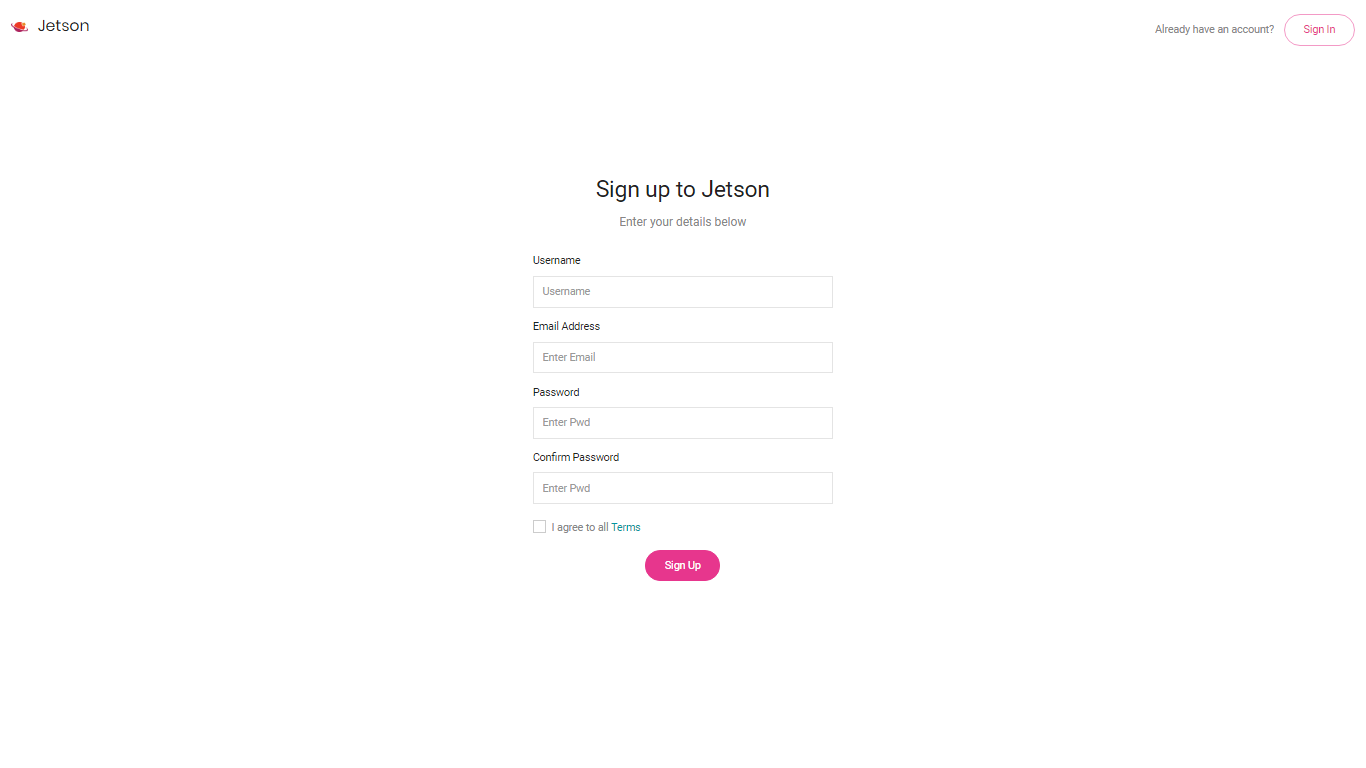 Jetson
Already have an account?
Sign In
Sign up to Jetson
Enter your details below
Username
Username
Email Address
Enter Email
Password
Enter Pwd
Confirm Password
Enter Pwd
I agree to all Terms
Sign Up